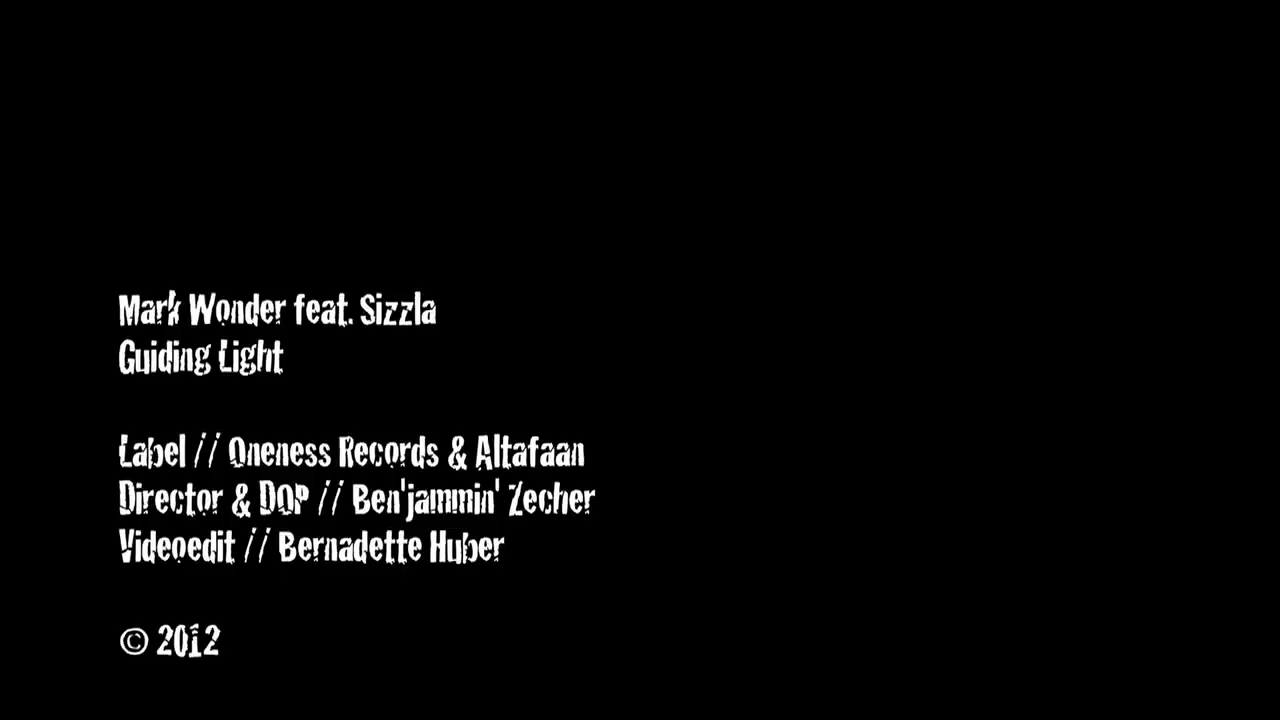 Mark Wonder feat. Sizzla
Guiding Light
Label // Oneness Records & Altafaan
Director & DOP // Ben'jammin' Zecher
Videoedit // Bernadette Huber
© 2012